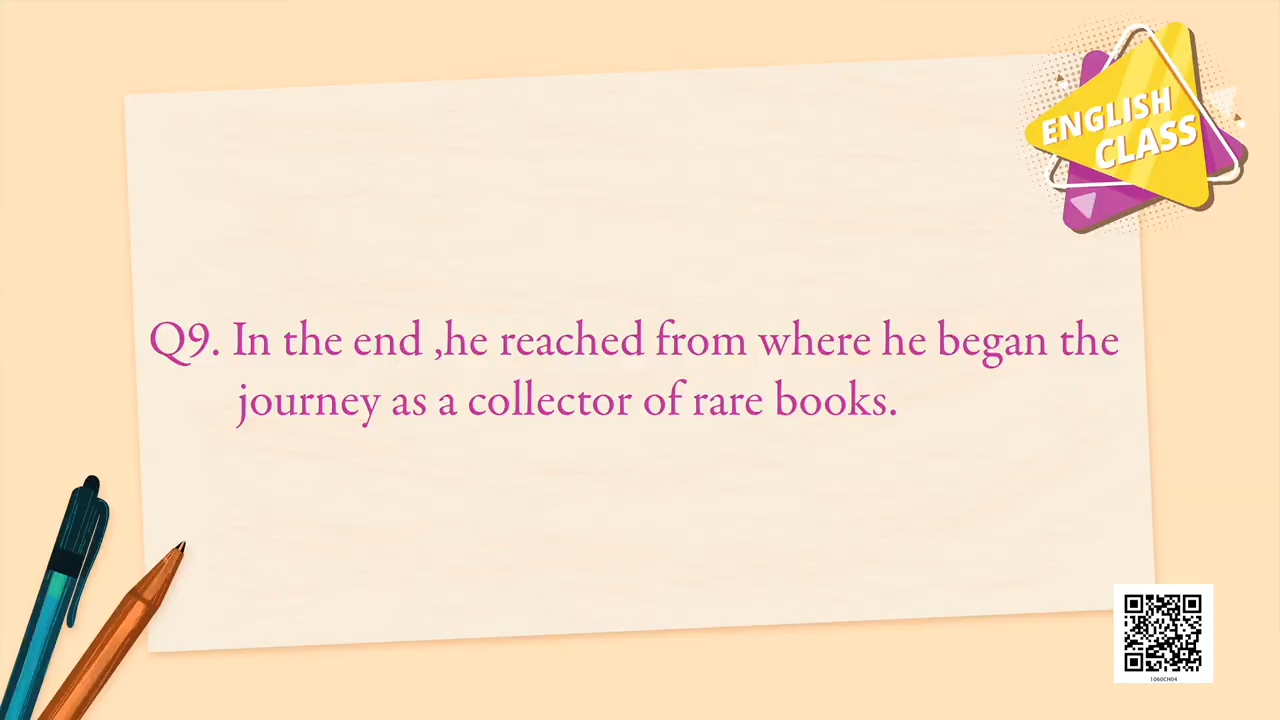 ENGLISH
CLASS
Q9. In the end ,he reached from where he began the
journey as a collector of rare books.
1060CH04